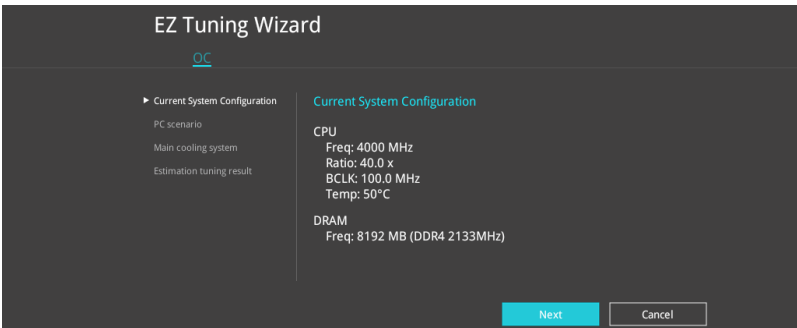 EZ Tuning Wizard
OC
Current System Configuration
PC scenario
Main cooling system
Estimation tuning result
Current System Configuration
CPU
Freq: 4000 MHz
Ratio: 40.0 x
BCLK: 100.0 MHz
Temp: 50°C
DRAM
Freq: 8192 MB (DDR4 2133MHz)
Next
Cancel